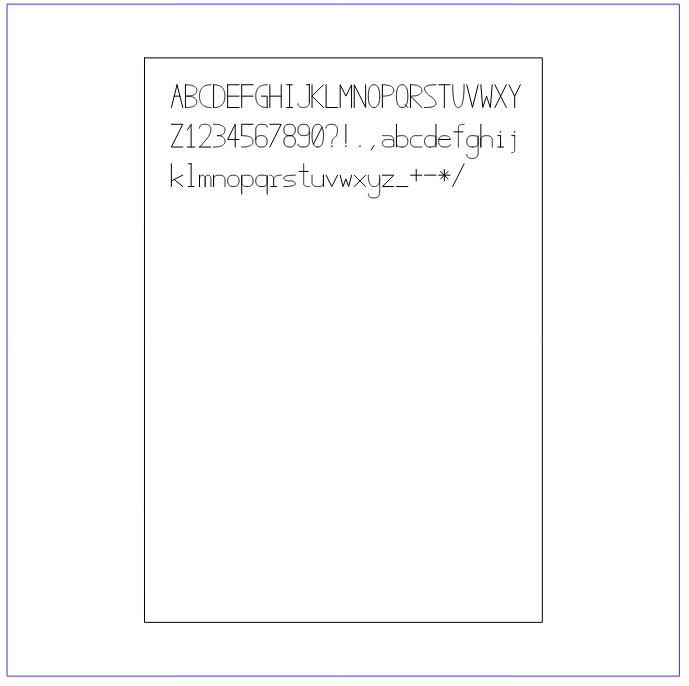 ABCDEFGHIJKLMNOPQRSTUVWXY
Z1234567890?!.,abcdefghij
klmnopqrstuvwxyz_+-*/